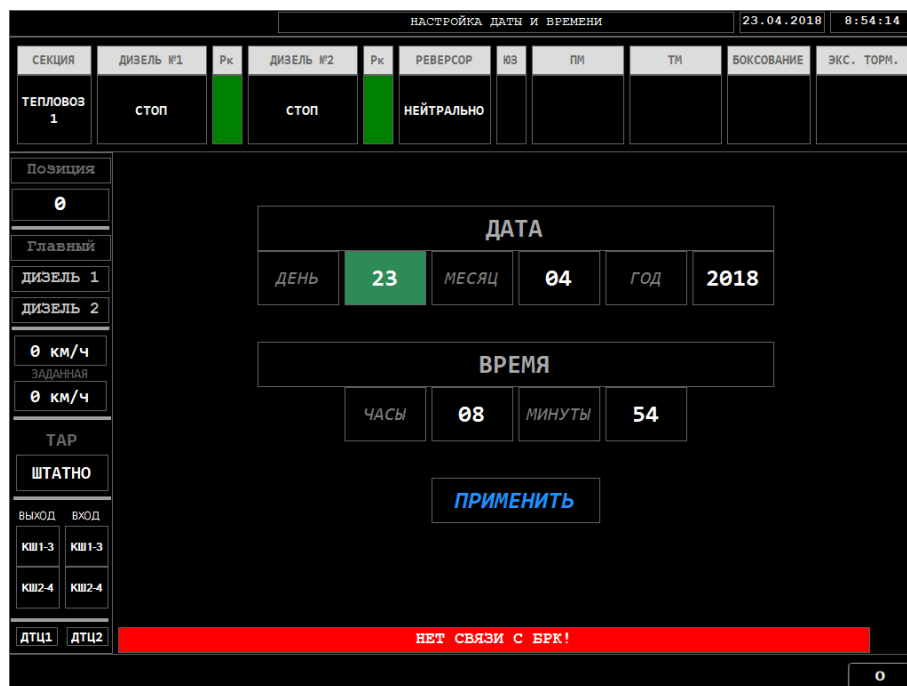 НАСТРОЙКА ДАТЫ И ВРЕМЕНИ 23.04.2018 8:54:14
СЕКЦИЯ ДИЗЕЛЬ №1 Рк ДИЗЕЛЬ №2 Рк РЕВЕРСОР ЮЗ ПМ ТМ БОКСОВАНИЕ ЭКС. ТОРМ.
ТЕПЛОВОЗ 
1
СТОП СТОП НЕЙТРАЛЬНО
Позиция
0
Главный
ДИЗЕЛЬ 1
ДИЗЕЛЬ 2
0 км/ч
ЗАДАННАЯ
0 км/ч
ТАР
ШТАТНО
ВЫХОД ВХОД
КШ1-3 КШ1-3
КШ2-4 КШ2-4
ДТЦ1 ДТЦ2
ДАТА
ДЕНЬ 23 МЕСЯЦ 04 ГОД 2018
ВРЕМЯ
ЧАСЫ 08 МИНУТЫ 54
ПРИМЕНИТЬ
НЕТ СВЯЗИ С БРК!
0